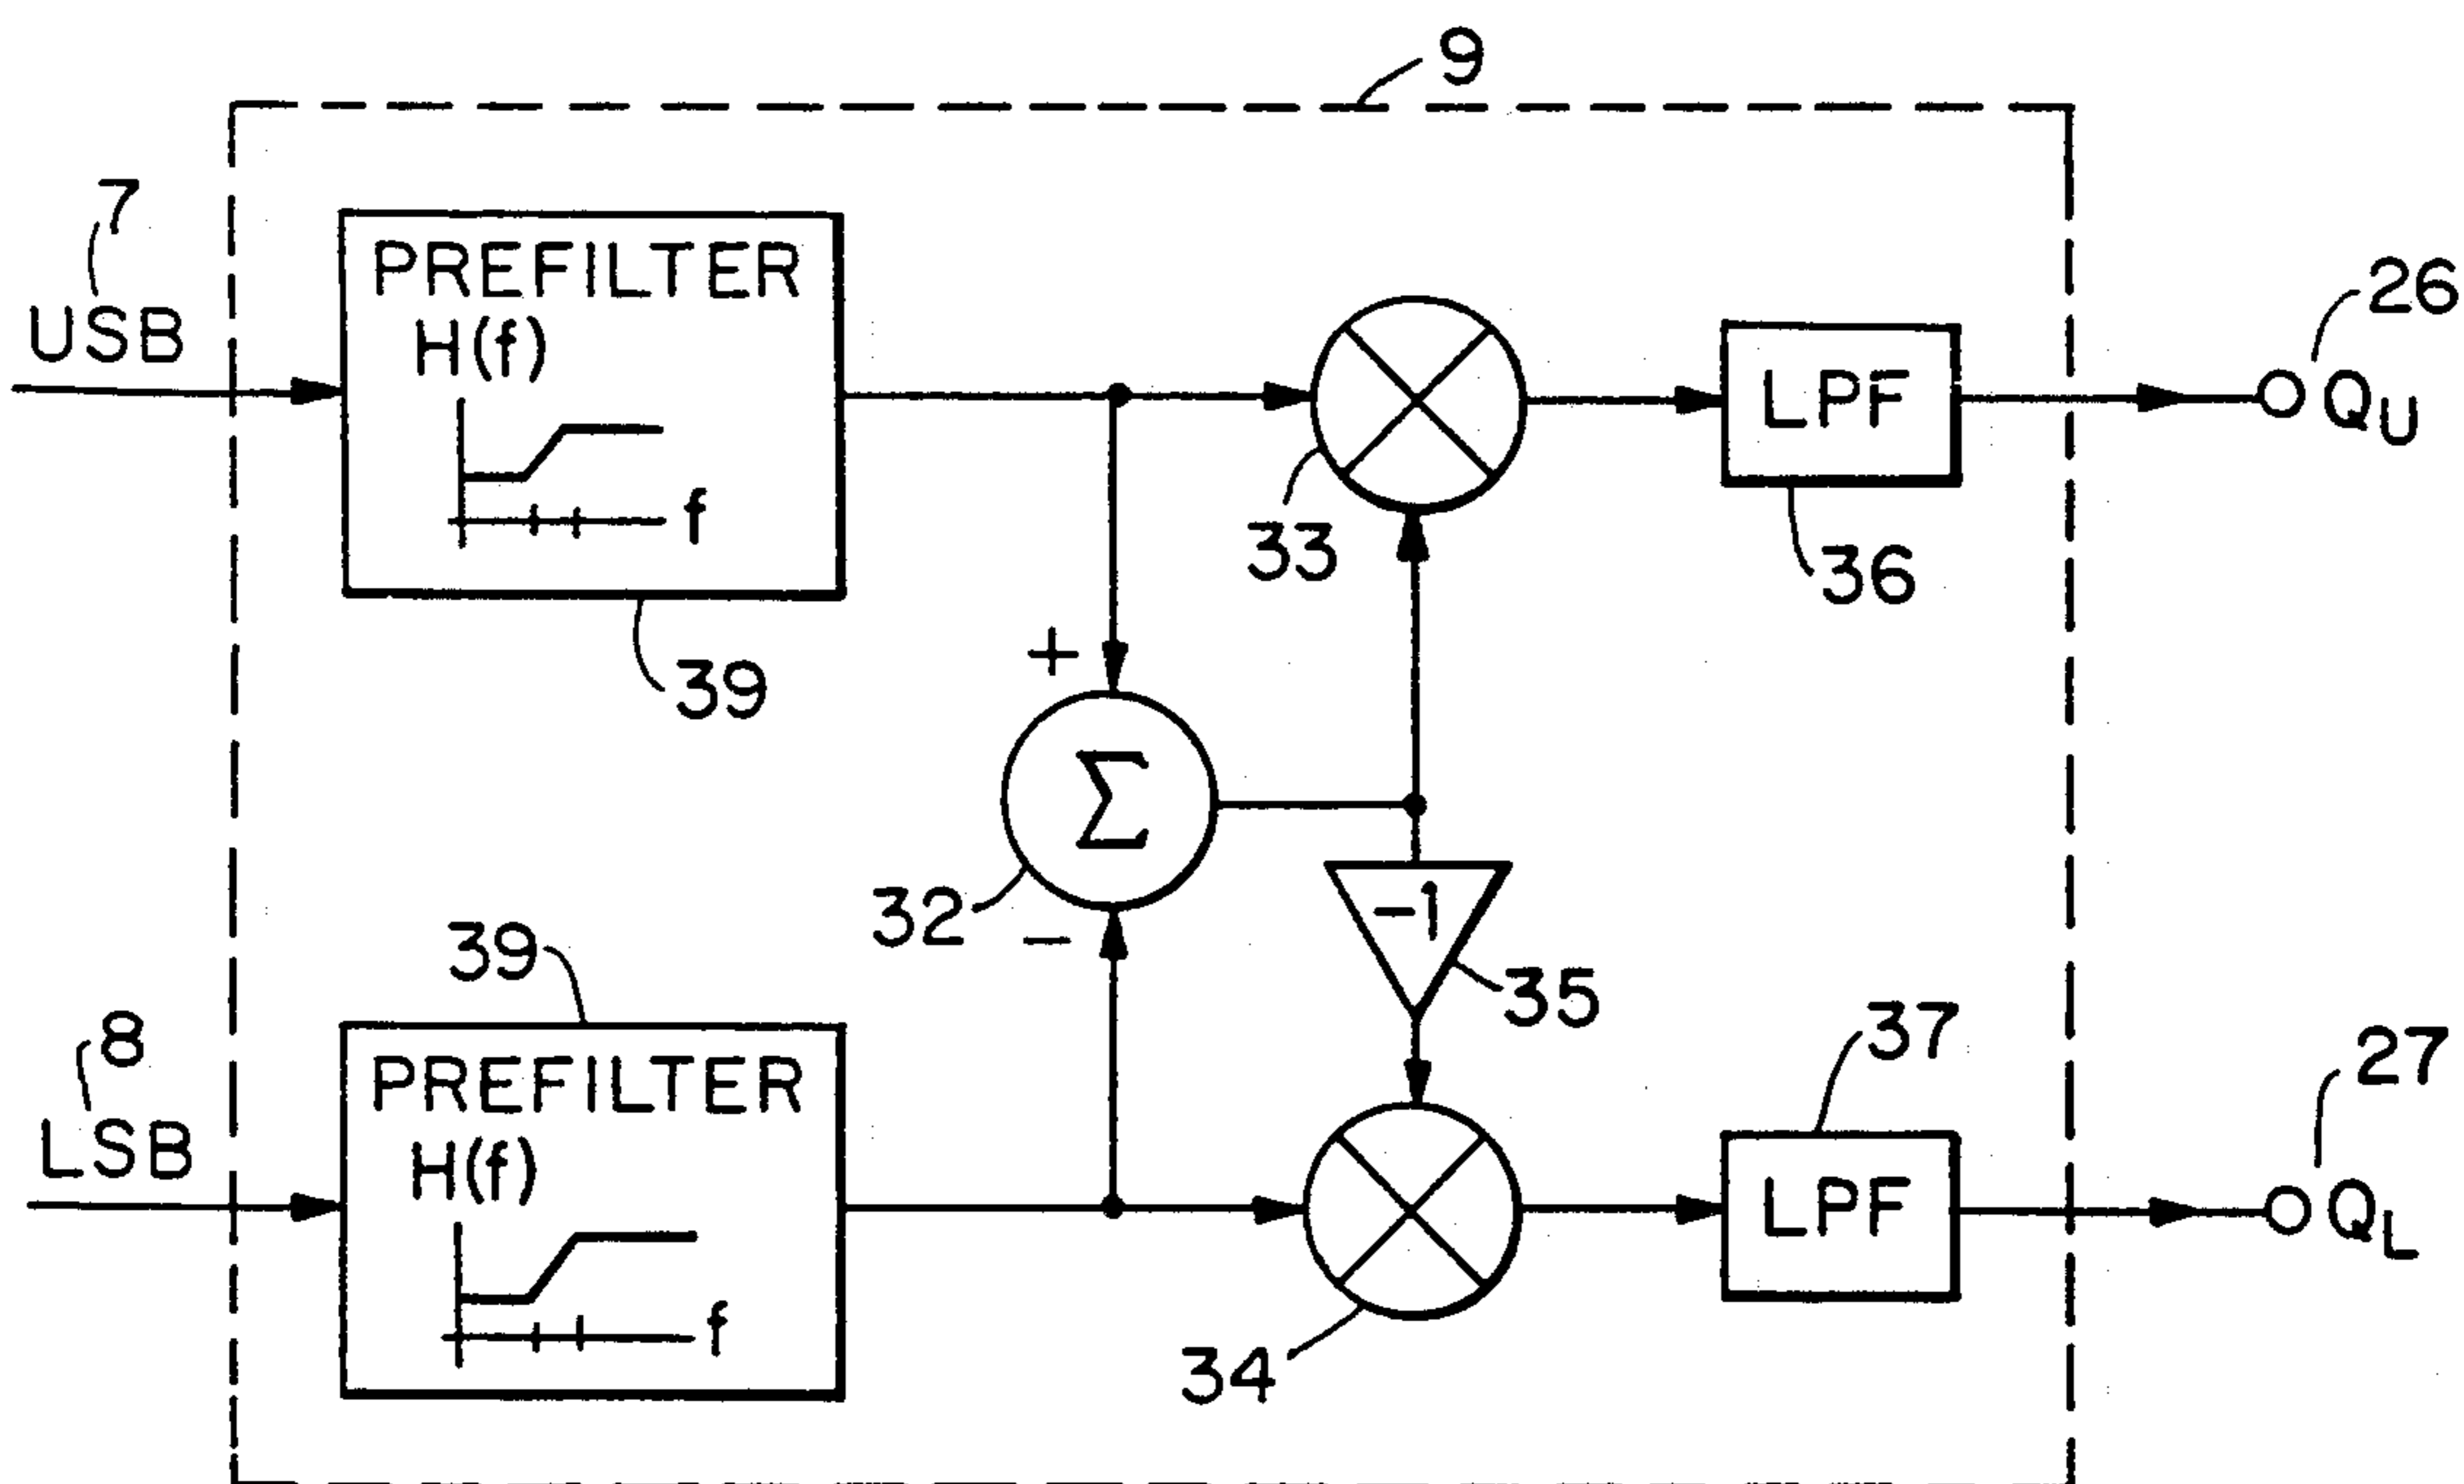 9
7
USB
PREFILTER
H(f)
f
39
33
LPF
36
26
QU
+
Σ
32
-
-1
35
39
8
LSB
PREFILTER
H(f)
f
34
37
LPF
27
QL